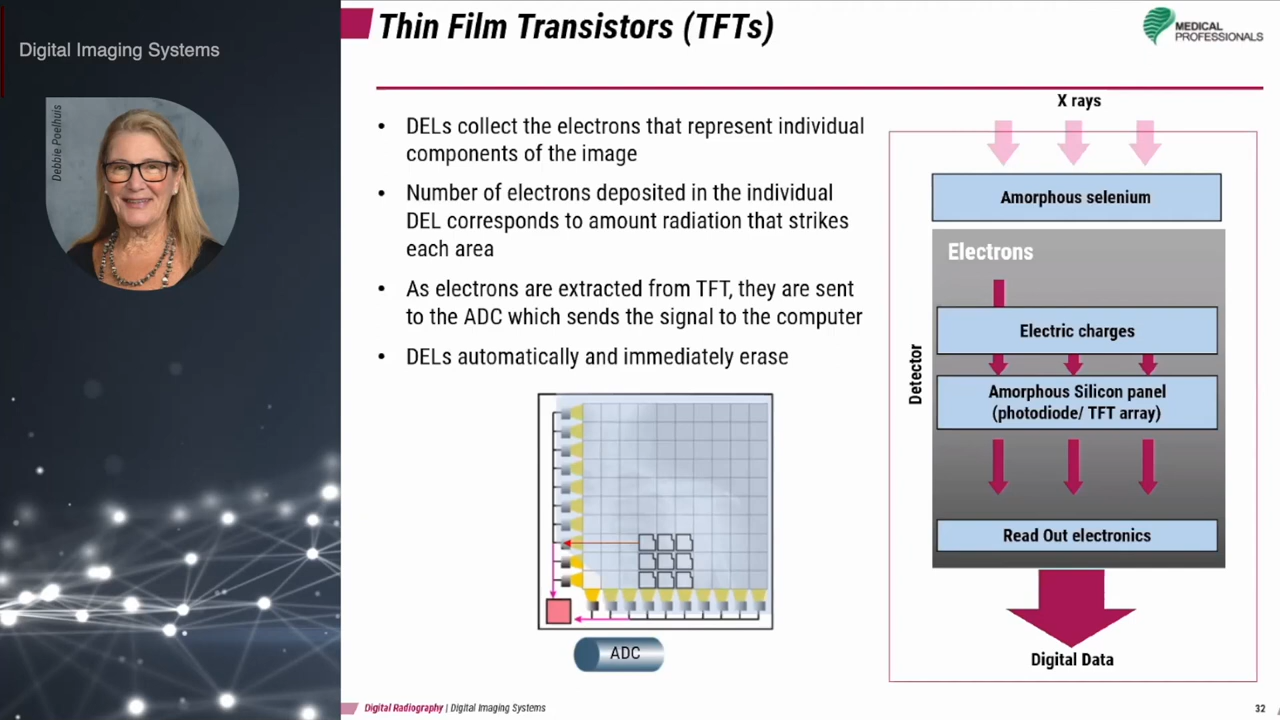 Digital Imaging Systems
Debbie Poelhuis
Thin Film Transistors (TFTs)
MEDICAL
PROFESSIONALS
• DELs collect the electrons that represent individual
components of the image
• Number of electrons deposited in the individual
DEL corresponds to amount radiation that strikes
each area
• As electrons are extracted from TFT, they are sent
to the ADC which sends the signal to the computer
• DELs automatically and immediately erase
ADC
X rays
Amorphous selenium
Electrons
Electric charges
Detector
Amorphous Silicon panel
(photodiode/ TFT array)
Read Out electronics
Digital Data
Digital Radiography | Digital Imaging Systems
32